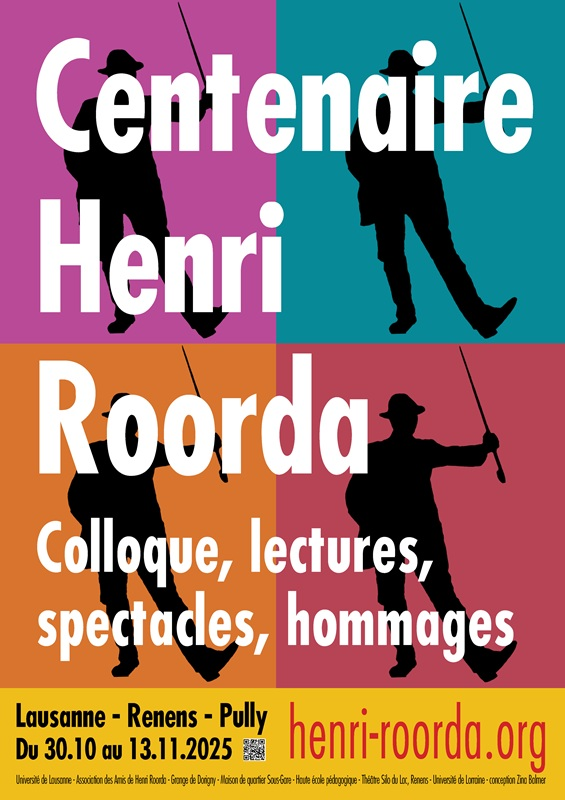 Centenaire
Henri
Roorda
Colloque, lectures,
spectacles, hommages
Lausanne - Renens - Pully
Du 30.10 au 13.11.2025
henri-roorda.org
Université de Lausanne - Association des Amis de Henri Roorda - Grange de Dorigny - Maison de quartier Sous-Gare - Haute école pédagogique - Théâtre Silo du Lac, Renens - Université de Lorraine - conception Zina Balmer